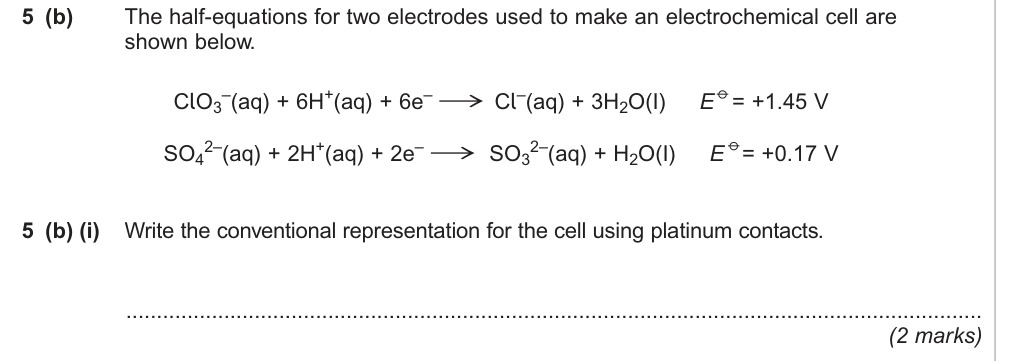 5 (b) The half-equations for two electrodes used to make an electrochemical cell are
shown below.
ClO₃⁻(aq) + 6H⁺(aq) + 6e⁻ ⟶ Cl⁻(aq) + 3H₂O(l) E⦵ = +1.45 V
SO₄²⁻(aq) + 2H⁺(aq) + 2e⁻ ⟶ SO₃²⁻(aq) + H₂O(l) E⦵ = +0.17 V
5 (b) (i) Write the conventional representation for the cell using platinum contacts.
(2 marks)